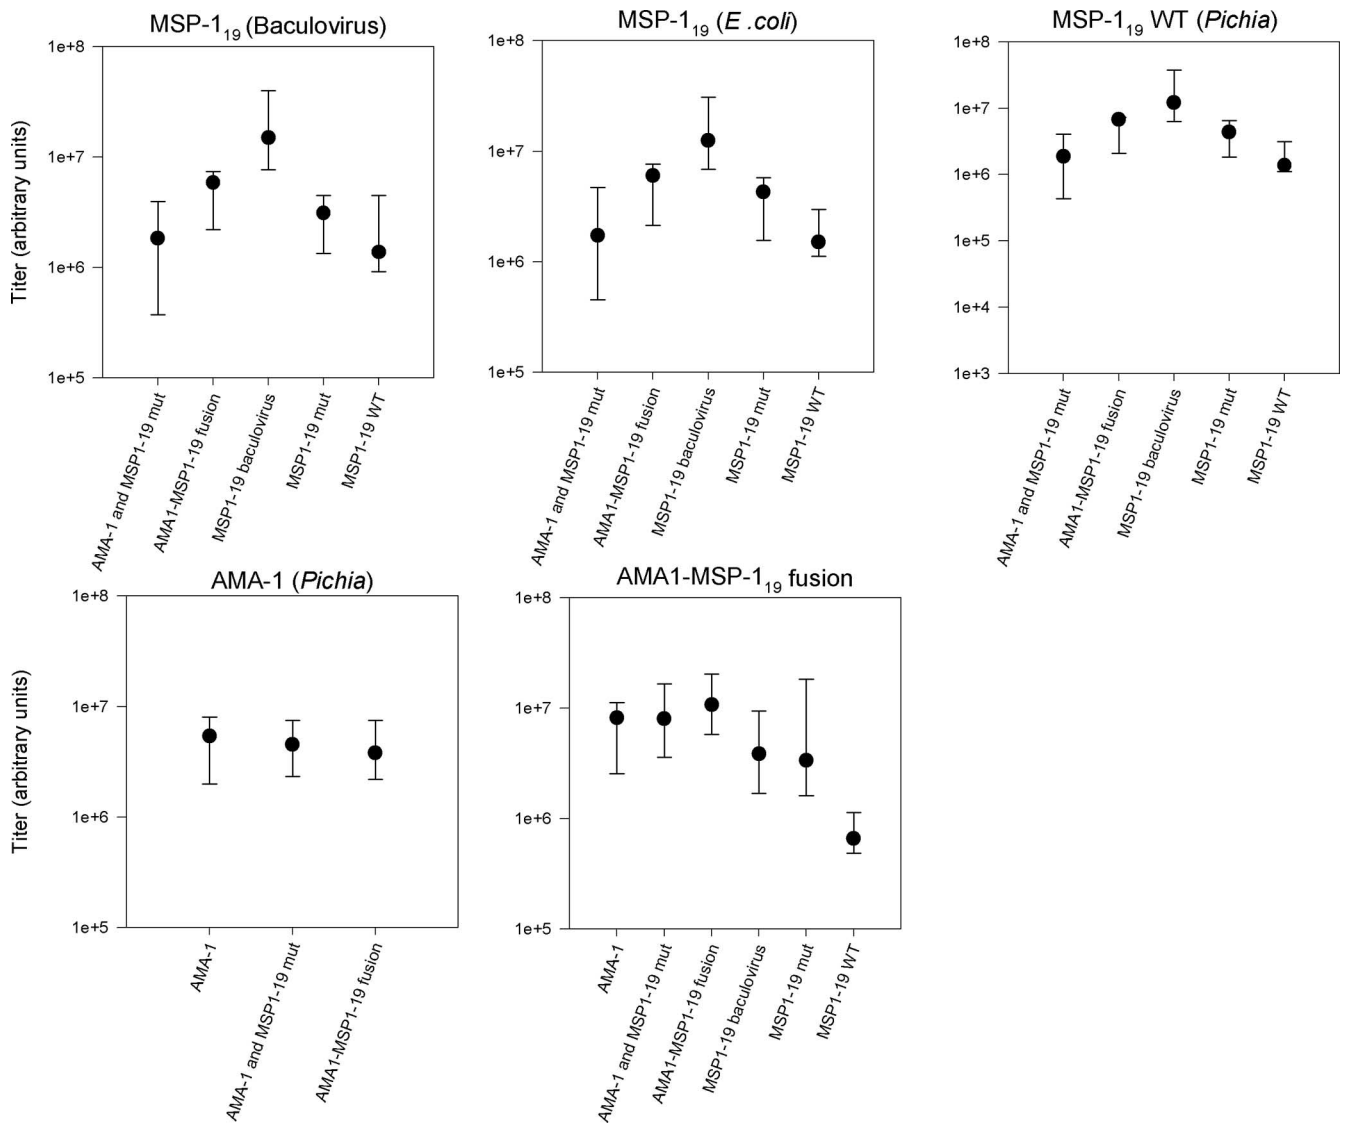 MSP-1₁₉ (Baculovirus)
Titer (arbitrary units)
1e+8
1e+7
1e+6
1e+5
AMA-1 and MSP1-19 mut
AMA1-MSP1-19 fusion
MSP1-19 baculovirus
MSP1-19 mut
MSP1-19 WT
MSP-1₁₉ (E .coli)
1e+8
1e+7
1e+6
1e+5
AMA-1 and MSP1-19 mut
AMA1-MSP1-19 fusion
MSP1-19 baculovirus
MSP1-19 mut
MSP1-19 WT
MSP-1₁₉ WT (Pichia)
1e+8
1e+7
1e+6
1e+5
1e+4
1e+3
AMA-1 and MSP1-19 mut
AMA1-MSP1-19 fusion
MSP1-19 baculovirus
MSP1-19 mut
MSP1-19 WT
AMA-1 (Pichia)
Titer (arbitrary units)
1e+8
1e+7
1e+6
1e+5
AMA-1
AMA-1 and MSP1-19 mut
AMA1-MSP1-19 fusion
AMA1-MSP-1₁₉ fusion
1e+8
1e+7
1e+6
1e+5
AMA-1
AMA-1 and MSP1-19 mut
AMA1-MSP1-19 fusion
MSP1-19 baculovirus
MSP1-19 mut
MSP1-19 WT